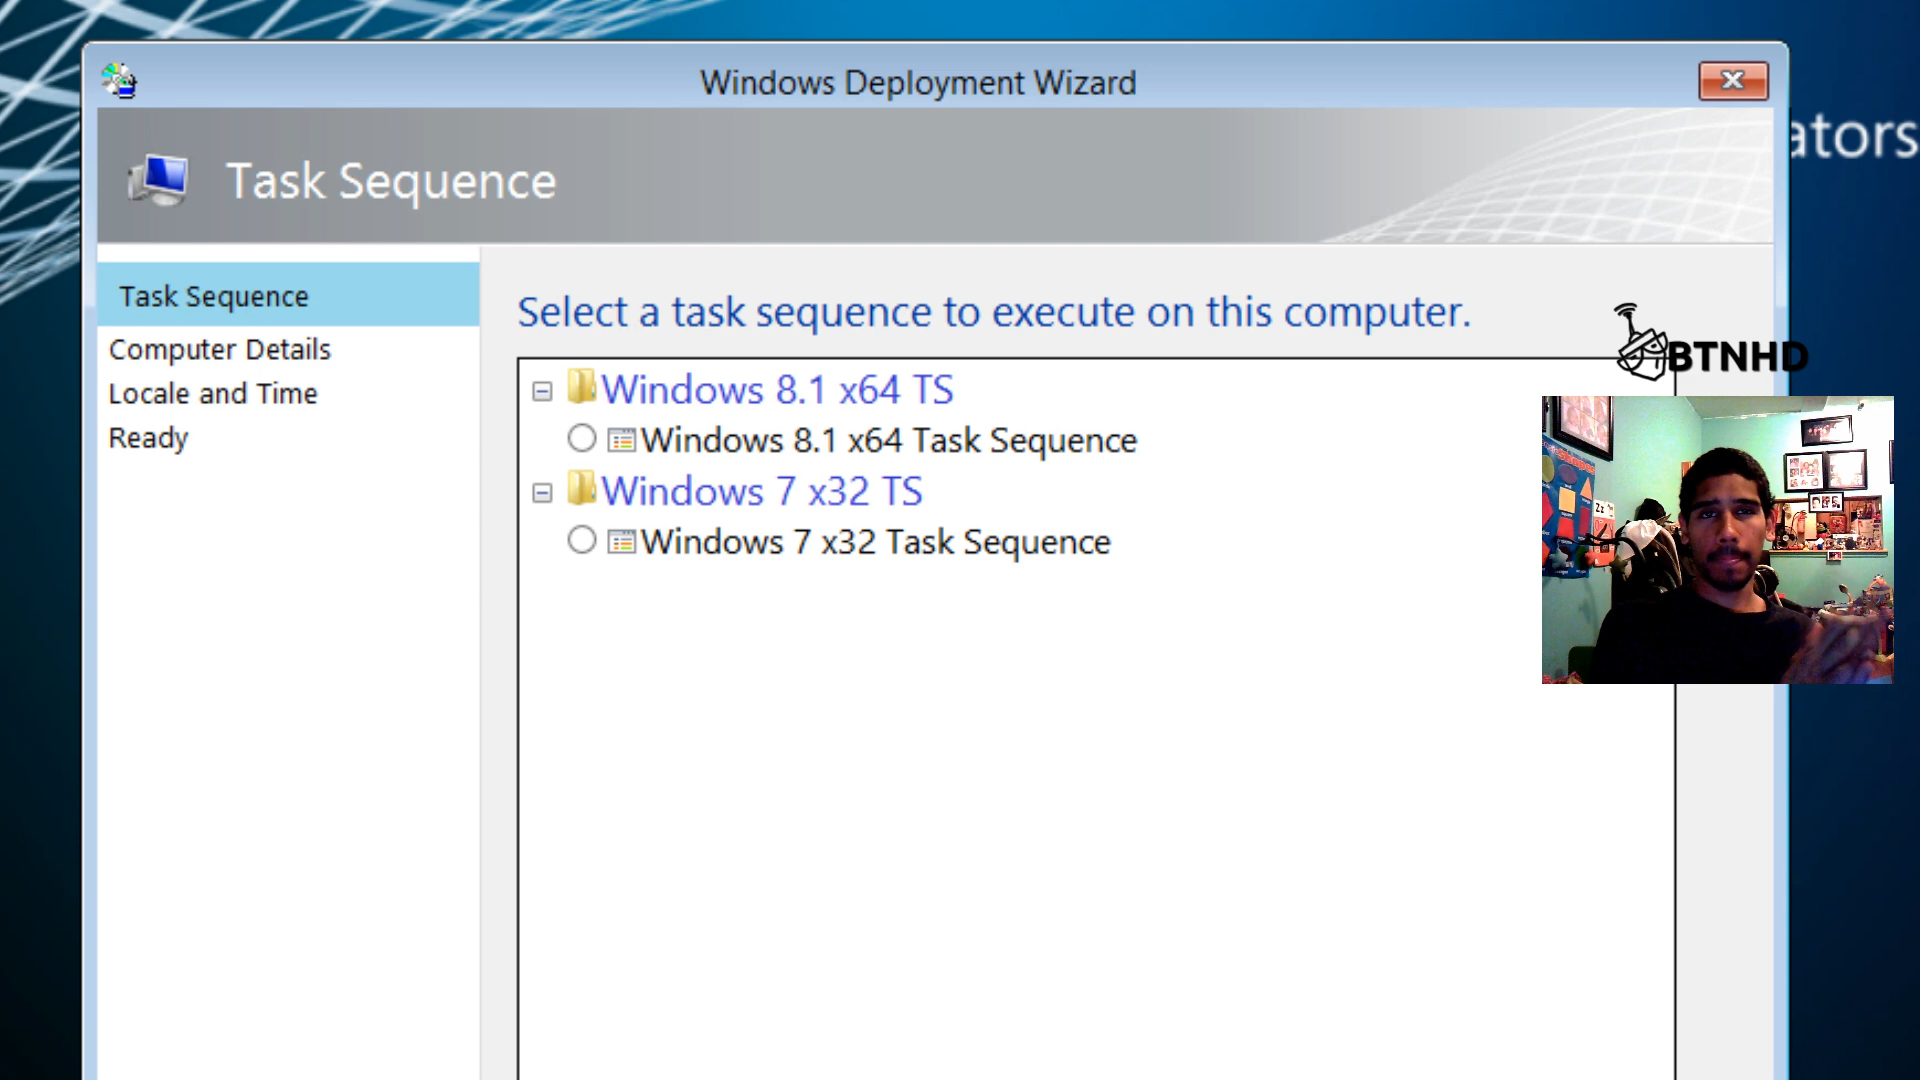 Windows Deployment Wizard
ators
Task Sequence
Task Sequence
Computer Details
Locale and Time
Ready
Select a task sequence to execute on this computer.
BTNHD
Windows 8.1 x64 TS
Windows 8.1 x64 Task Sequence
Windows 7 x32 TS
Windows 7 x32 Task Sequence